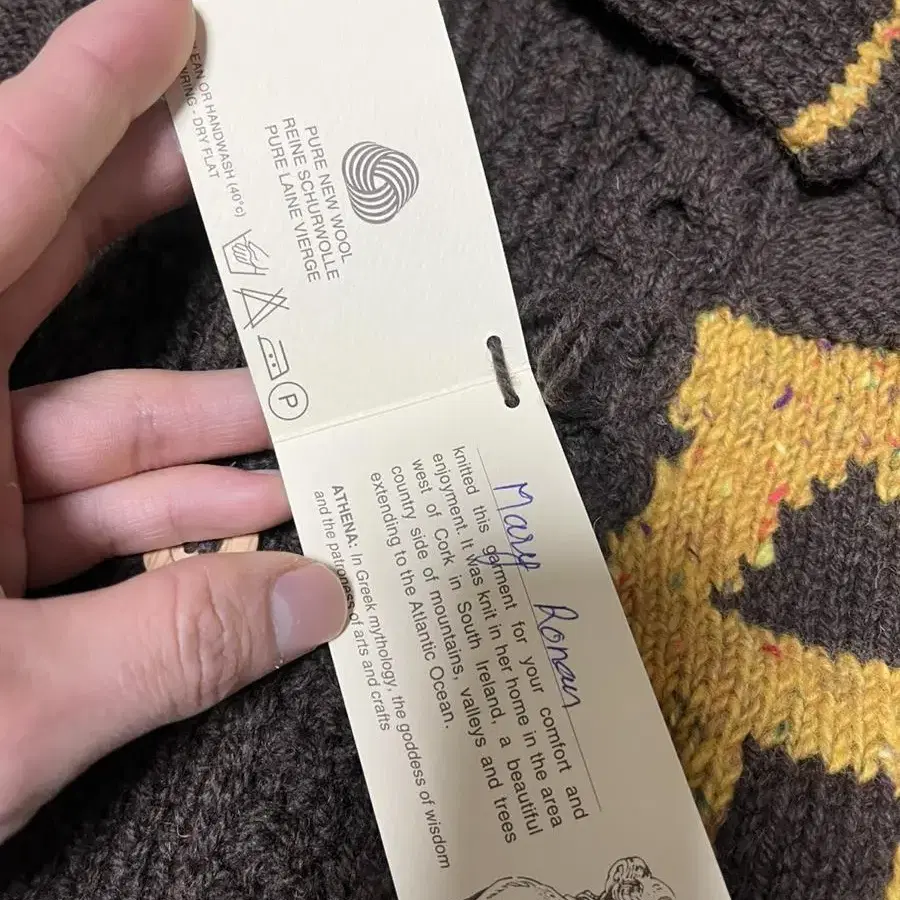 PURE NEW WOOL
REINE SCHURWOLLE
PURE LAINE VIERGE
OR HANDWASH (40°c)
- DRY FLAT
P
Mary Ronan
knitted this garment for your comfort and
enjoyment. It was knit in her home in the area
west of Cork in South Ireland, a beautiful
country side of mountains, valleys and trees
extending to the Atlantic Ocean.
ATHENA: In Greek mythology, the goddess of wisdom
and the patroness of arts and crafts